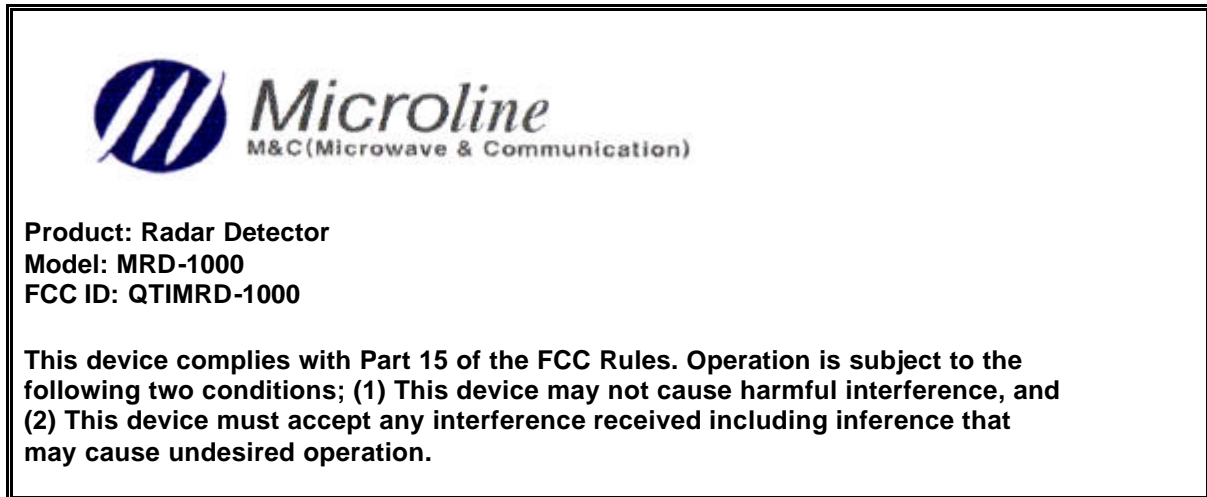 Microline
M&C(Microwave & Communication)
Product: Radar Detector
Model: MRD-1000
FCC ID: QTIMRD-1000
This device complies with Part 15 of the FCC Rules. Operation is subject to the
following two conditions; (1) This device may not cause harmful interference, and
(2) This device must accept any interference received including inference that
may cause undesired operation.